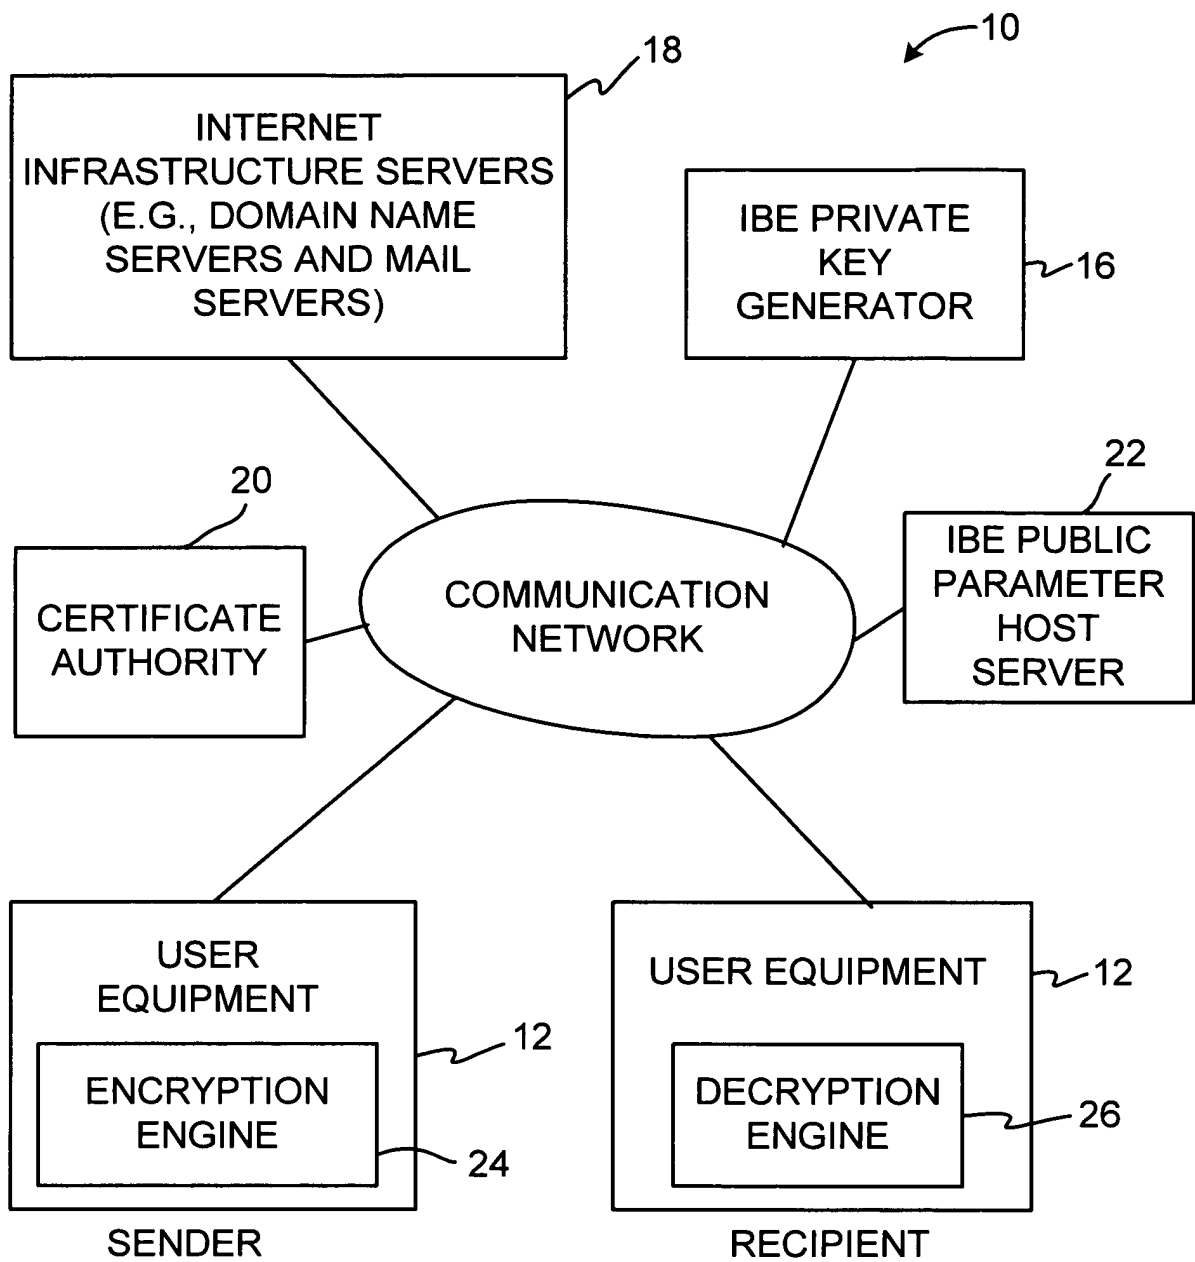 10
18
INTERNET
INFRASTRUCTURE SERVERS
(E.G., DOMAIN NAME
SERVERS AND MAIL
SERVERS)
IBE PRIVATE
KEY
GENERATOR
16
20
CERTIFICATE
AUTHORITY
COMMUNICATION
NETWORK
22
IBE PUBLIC
PARAMETER
HOST
SERVER
USER
EQUIPMENT
12
ENCRYPTION
ENGINE
24
SENDER
USER EQUIPMENT
12
DECRYPTION
ENGINE
26
RECIPIENT